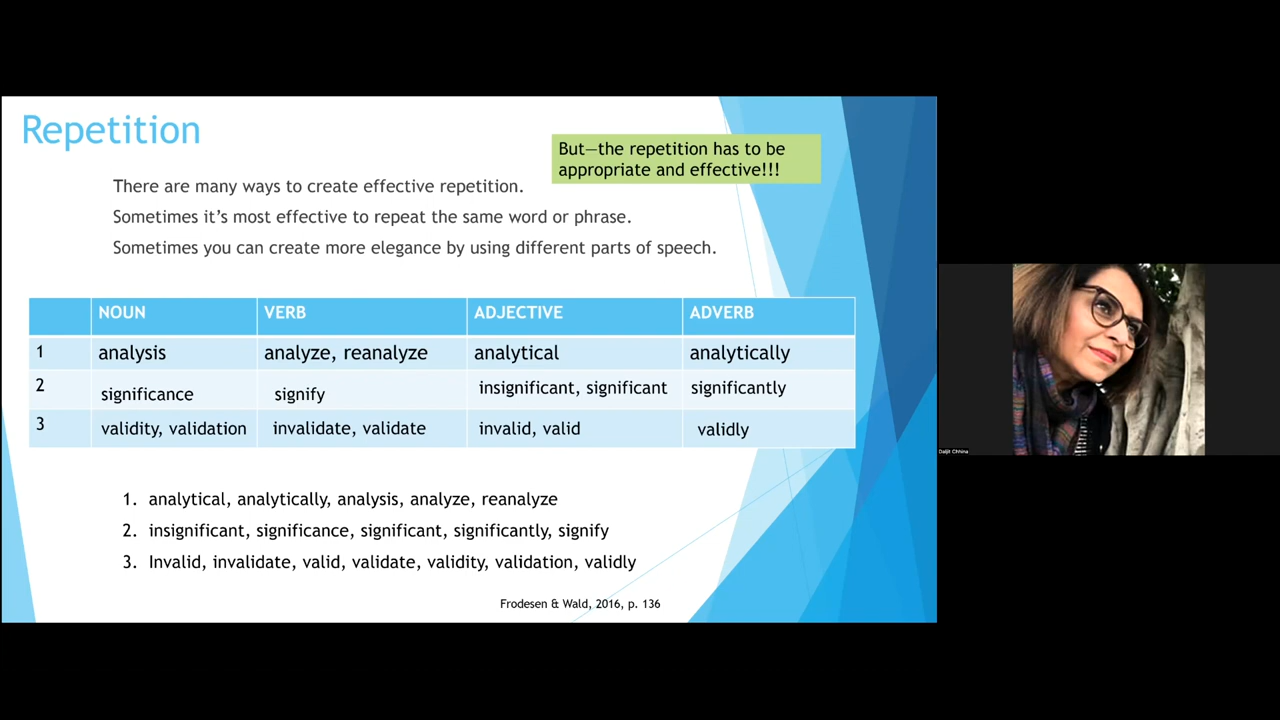 Repetition
But—the repetition has to be
appropriate and effective!!!
There are many ways to create effective repetition.
Sometimes it's most effective to repeat the same word or phrase.
Sometimes you can create more elegance by using different parts of speech.
NOUN VERB ADJECTIVE ADVERB
1 analysis analyze, reanalyze analytical analytically
2 significance signify insignificant, significant significantly
3 validity, validation invalidate, validate invalid, valid validly
1. analytical, analytically, analysis, analyze, reanalyze
2. insignificant, significance, significant, significantly, signify
3. Invalid, invalidate, valid, validate, validity, validation, validly
Frodesen & Wald, 2016, p. 136
Daljit Chhina